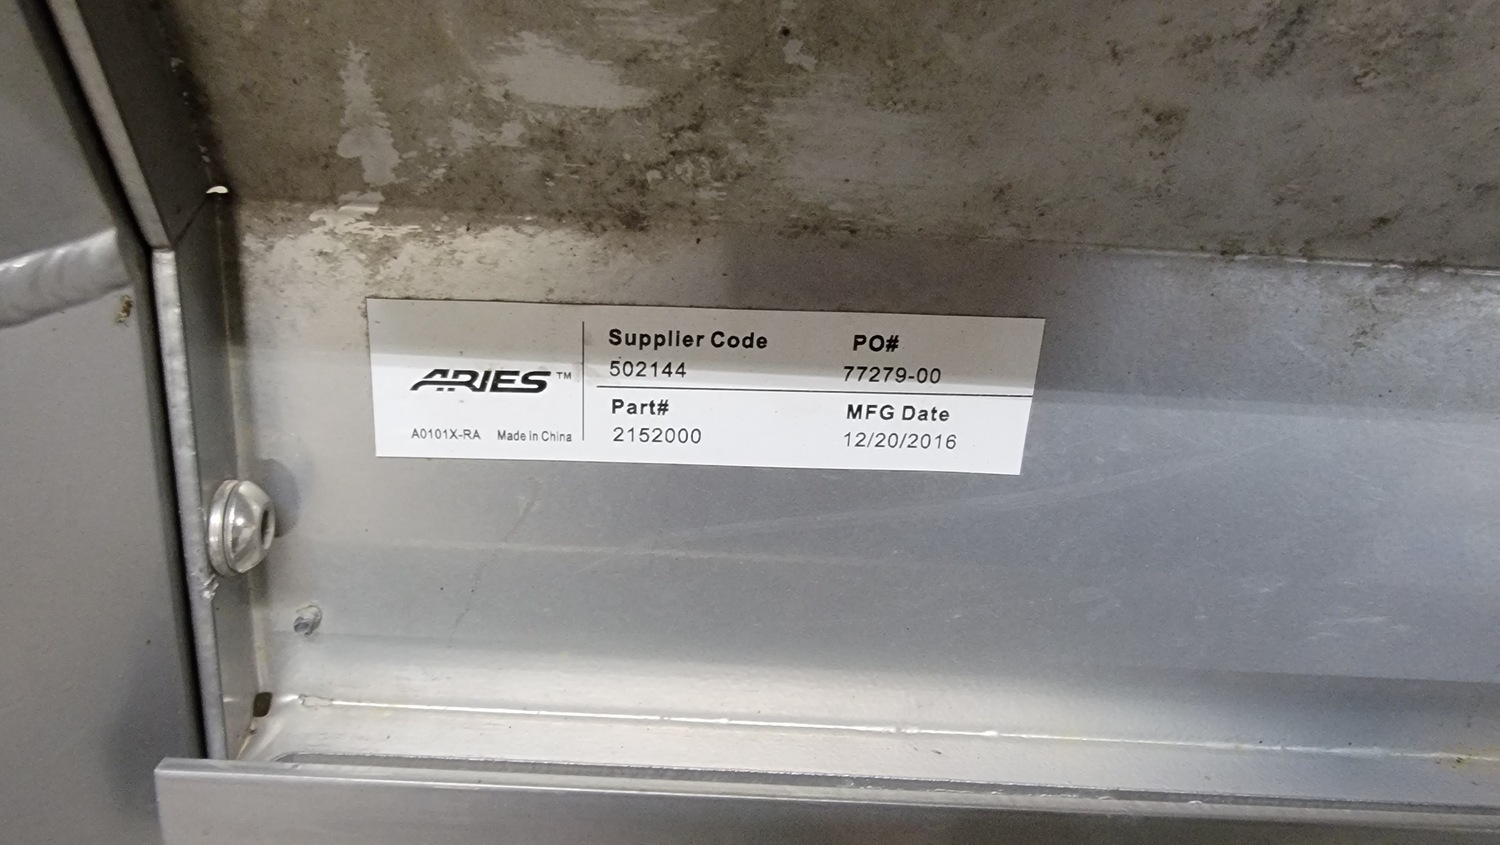 ARIES™
A0101X-RA Made in China
Supplier Code
502144
PO#
77279-00
Part#
2152000
MFG Date
12/20/2016